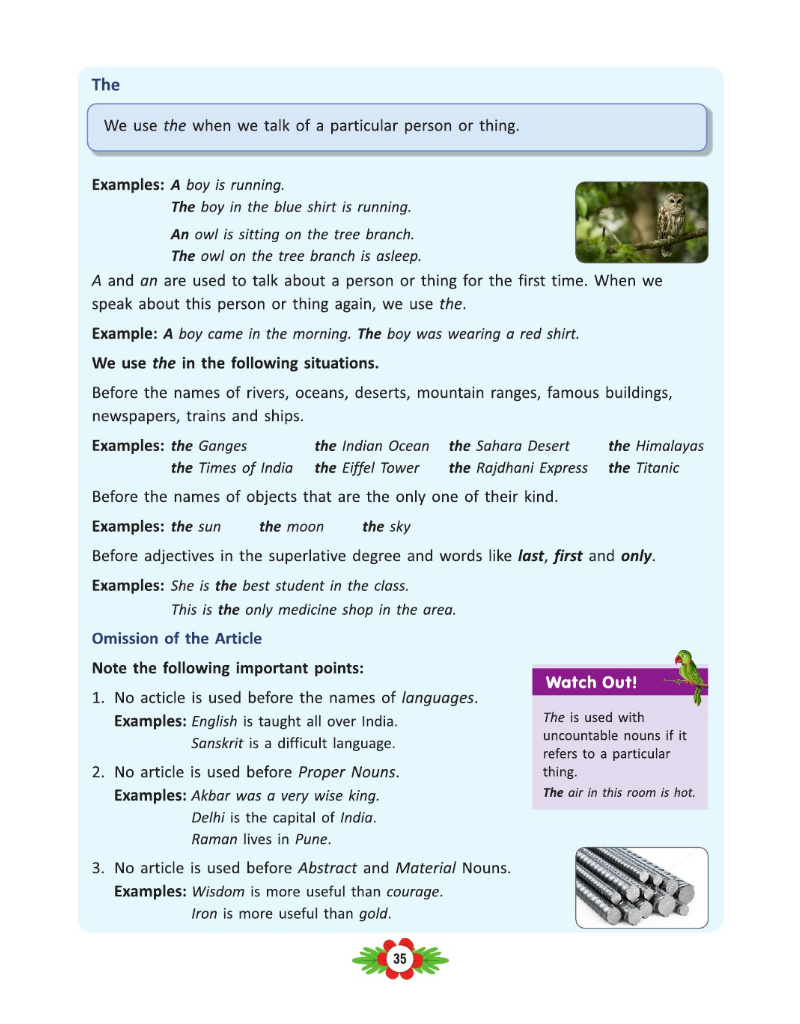 The
We use the when we talk of a particular person or thing.
Examples: A boy is running.
The boy in the blue shirt is running.
An owl is sitting on the tree branch.
The owl on the tree branch is asleep.
A and an are used to talk about a person or thing for the first time. When we
speak about this person or thing again, we use the.
Example: A boy came in the morning. The boy was wearing a red shirt.
We use the in the following situations.
Before the names of rivers, oceans, deserts, mountain ranges, famous buildings,
newspapers, trains and ships.
Examples: the Ganges the Indian Ocean the Sahara Desert the Himalayas
the Times of India the Eiffel Tower the Rajdhani Express the Titanic
Before the names of objects that are the only one of their kind.
Examples: the sun the moon the sky
Before adjectives in the superlative degree and words like last, first and only.
Examples: She is the best student in the class.
This is the only medicine shop in the area.
Omission of the Article
Note the following important points:
1. No acticle is used before the names of languages.
Examples: English is taught all over India.
Sanskrit is a difficult language.
2. No article is used before Proper Nouns.
Examples: Akbar was a very wise king.
Delhi is the capital of India.
Raman lives in Pune.
3. No article is used before Abstract and Material Nouns.
Examples: Wisdom is more useful than courage.
Iron is more useful than gold.
Watch Out!
The is used with
uncountable nouns if it
refers to a particular
thing.
The air in this room is hot.
35